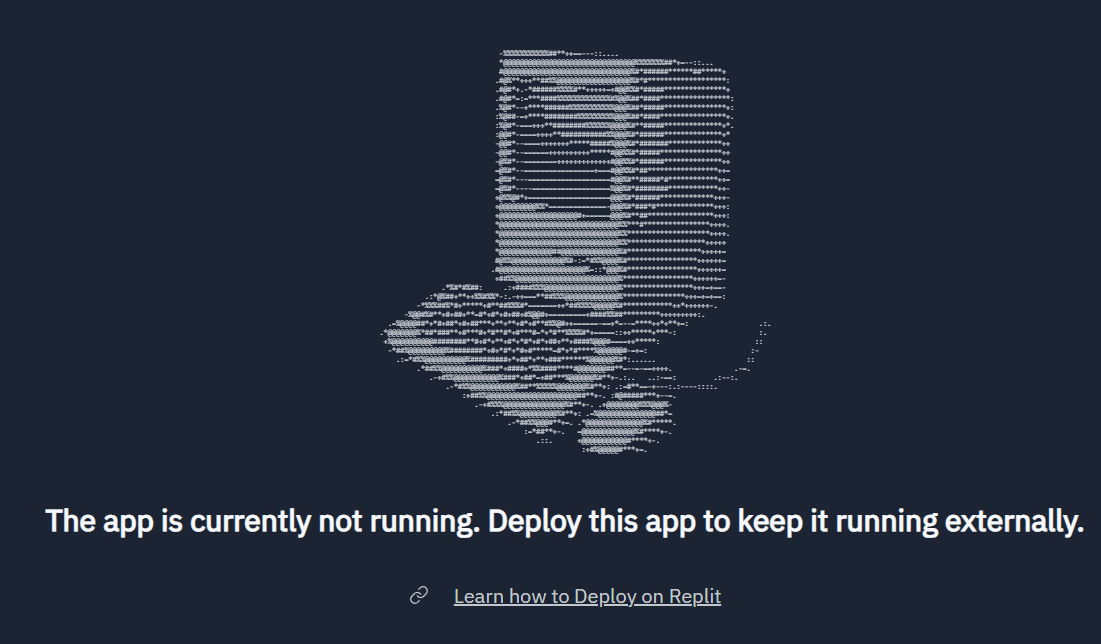 The app is currently not running. Deploy this app to keep it running externally.
Learn how to Deploy on Replit